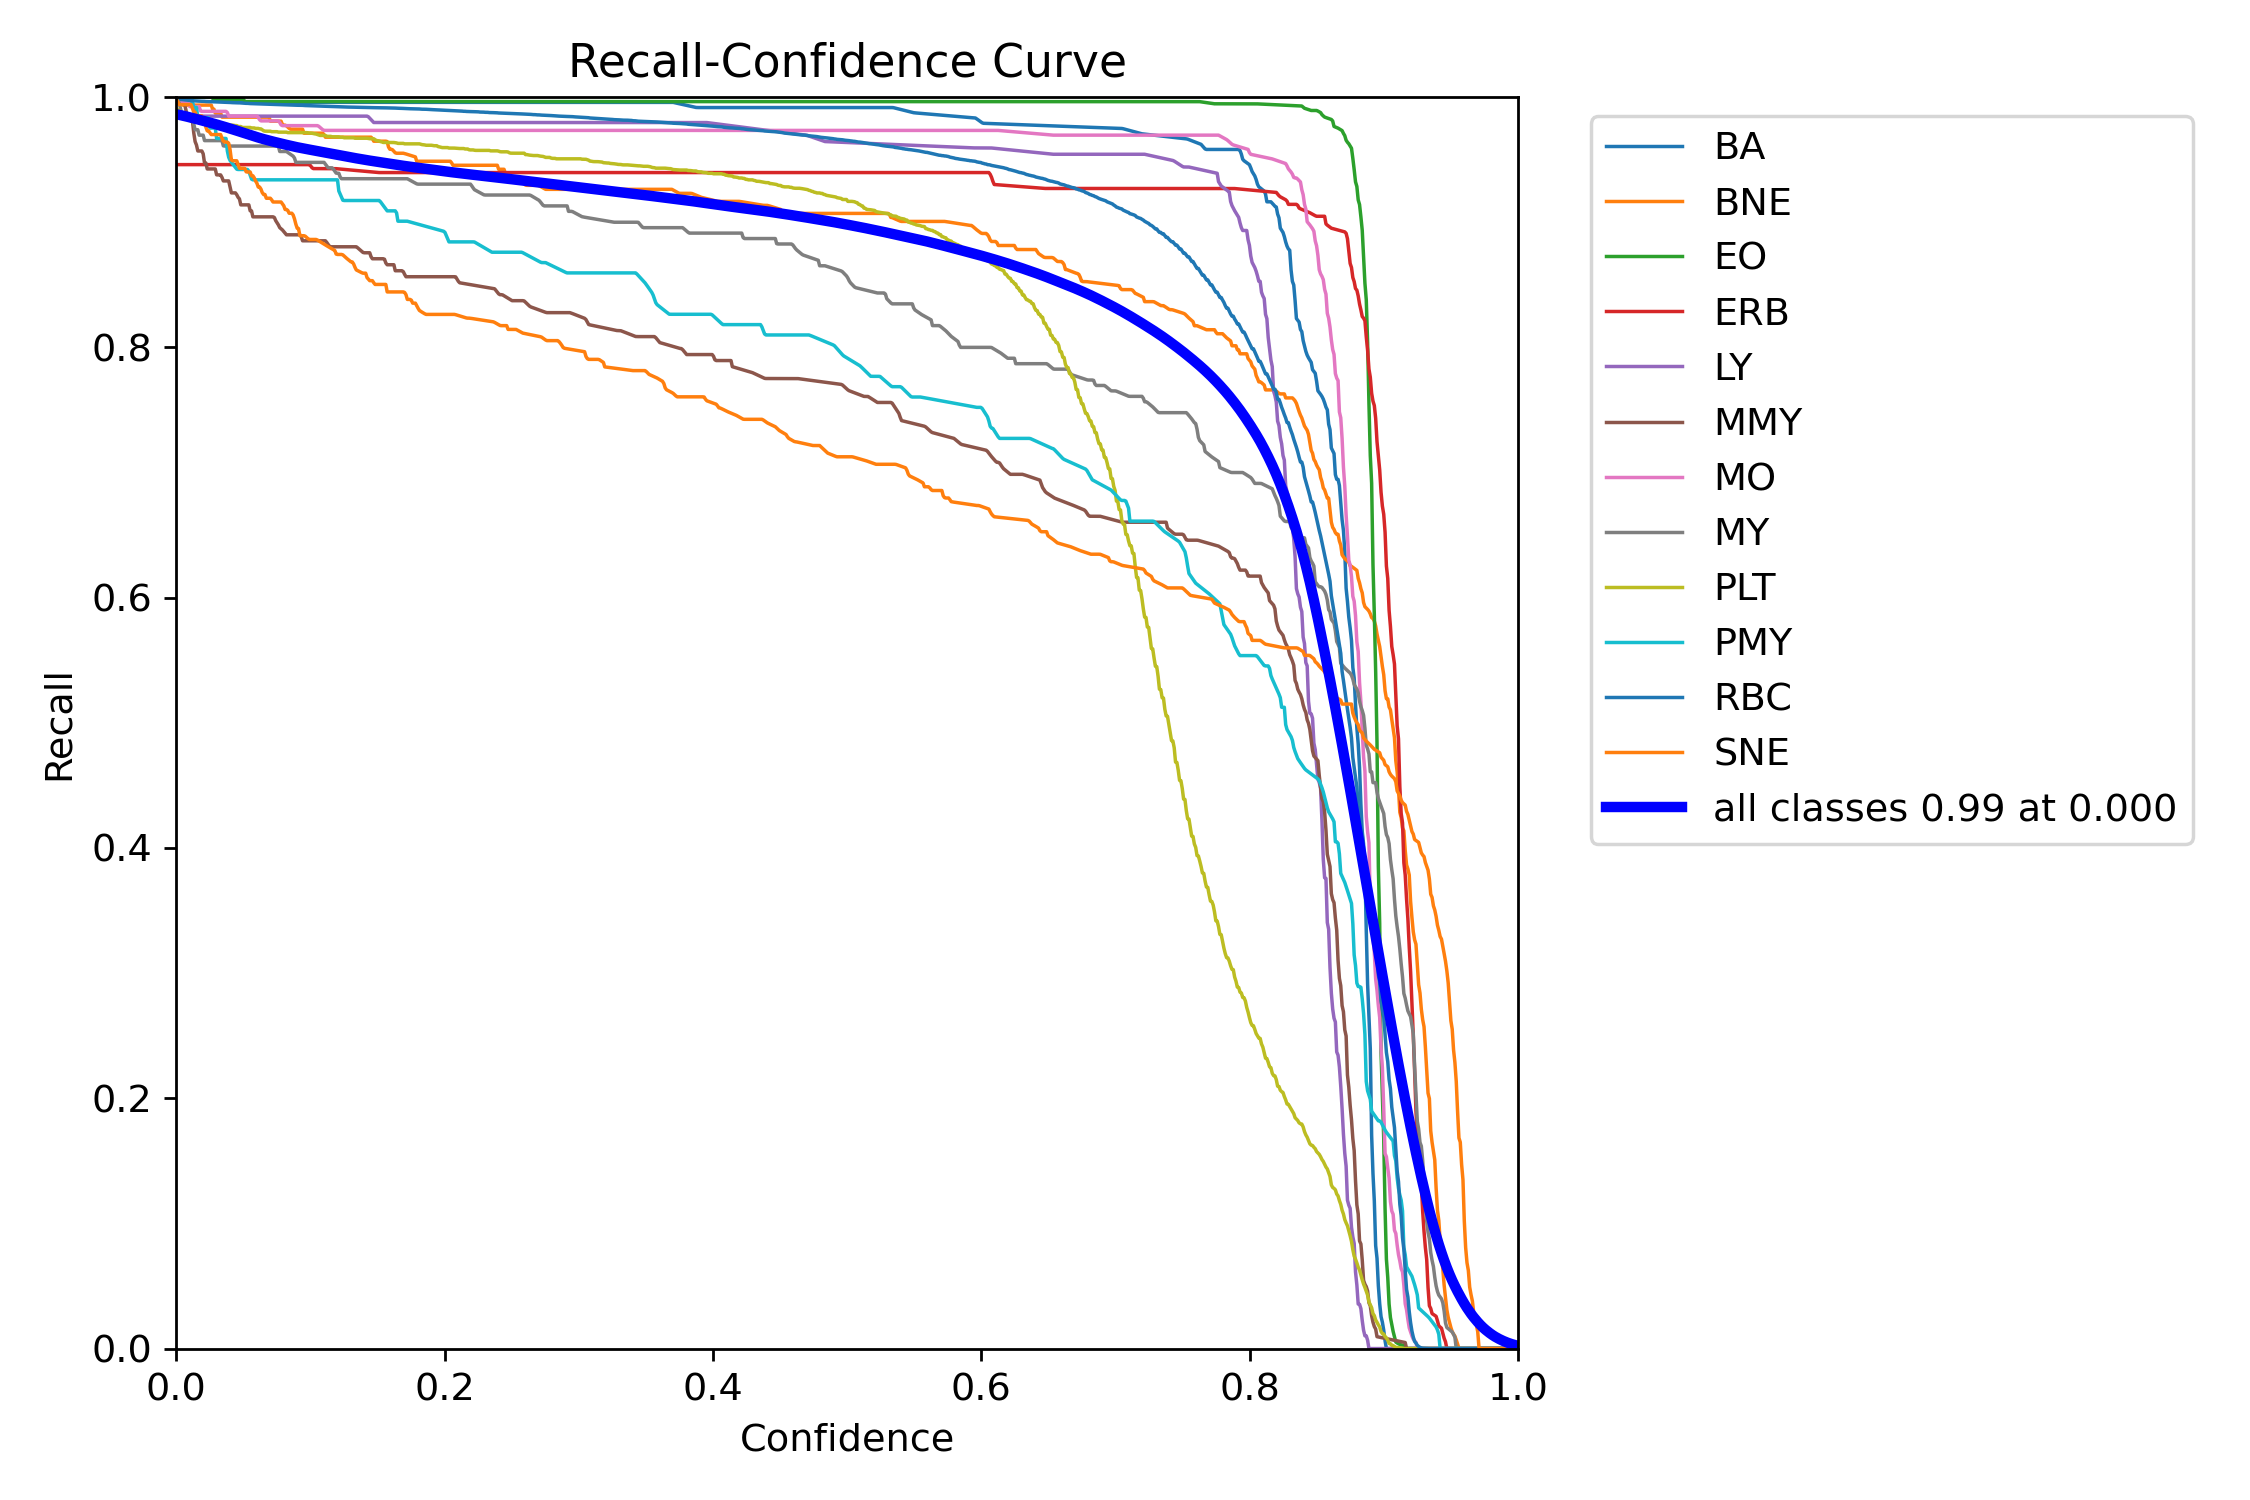 Recall-Confidence Curve
1.0
0.8
0.6
0.4
0.2
0.0
Recall
0.0 0.2 0.4 0.6 0.8 1.0
Confidence
BA
BNE
EO
ERB
LY
MMY
MO
MY
PLT
PMY
RBC
SNE
all classes 0.99 at 0.000